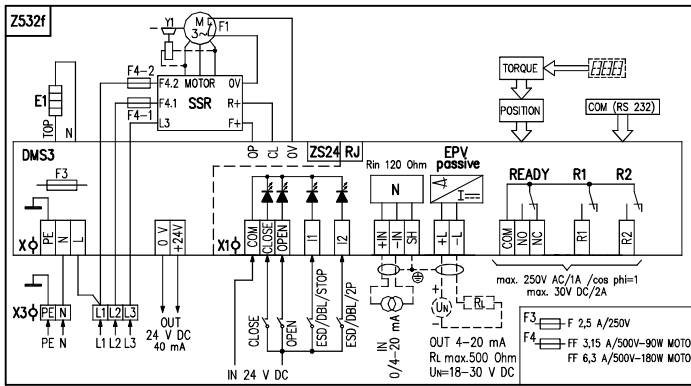 Z532f
Y1
M
3~
F1
F4-2
F4.2 MOTOR 0V
E1
F4.1 SSR R+
F4-1
L3 F+
TOP
N
OP
CL
0V
TORQUE
POSITION
COM (RS 232)
DMS3
ZS24 RJ
F3
Rin 120 Ohm
N
EPV
passive
I
READY R1 R2
X
PE
N
L
0 V
+24V
X1
COM
CLOSE
OPEN
I1
I2
+IN
-IN
SH
+L
-L
COM
NO
NC
R1
R2
max. 250V AC/1A /cos phi=1
max. 30V DC/2A
X3
PE N L1 L2 L3
PE N L1 L2 L3
OUT
24 V DC
40 mA
CLOSE
OPEN
ESD/DBL/STOP
ESD/DBL/2P
IN 24 V DC
IN
0/4-20 mA
+
UN
-
RL
OUT 4-20 mA
RL max.500 Ohm
UN=18-30 V DC
F3 F 2,5 A/250V
F4 FF 3,15 A/500V-90W MOTO
FF 6,3 A/500V-180W MOTO